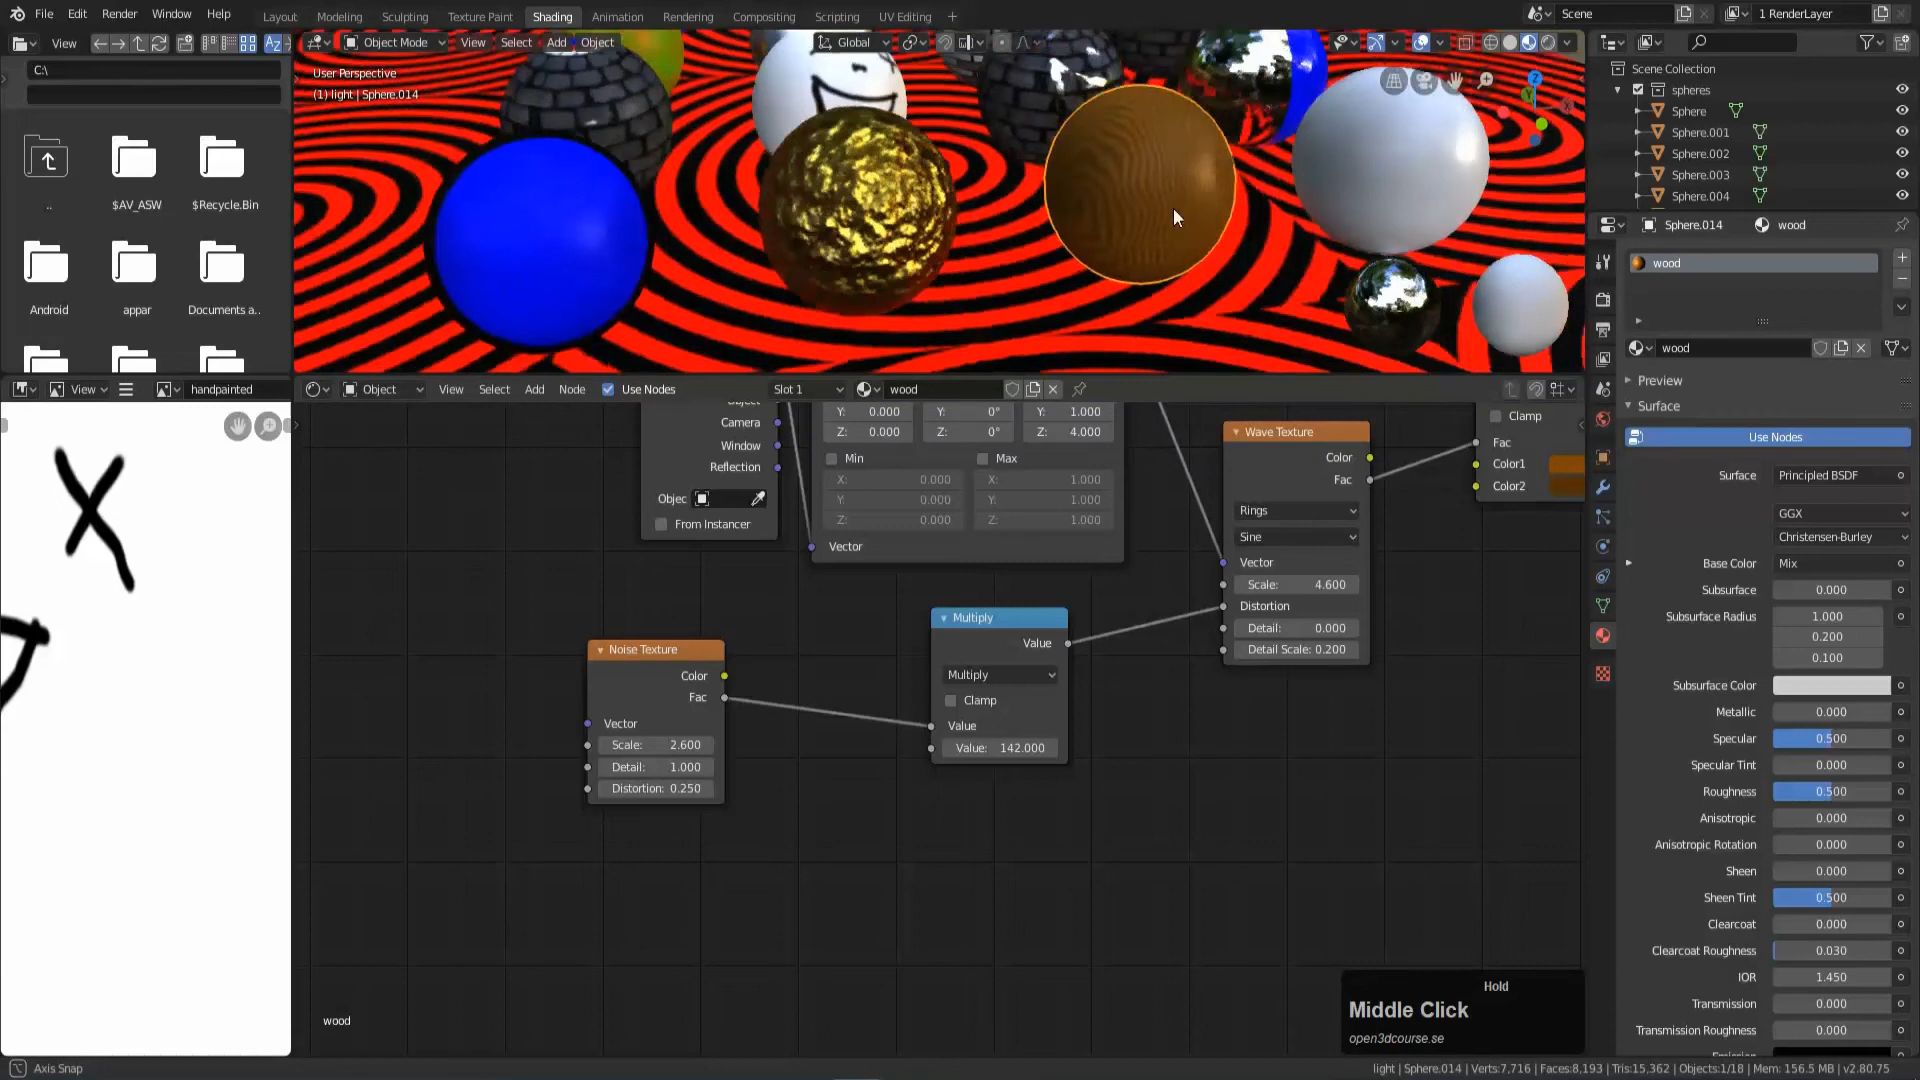 File Edit Render Window Help Layout Modeling Sculpting Texture Paint UV Editing Shading Animation Rendering Compositing Scripting UV Editing + Scene 1 RenderLayer
View
C:\
..
$AV_ASW
$Recycle.Bin
Android
appar
Documents a..
Object Mode View Select Add Object Global
User Perspective
(1) light | Sphere.014
Z
Y
Scene Collection
spheres
Sphere
Sphere.001
Sphere.002
Sphere.003
Sphere.004
View handpainted
X
Object View Select Add Node Use Nodes Slot 1 wood
Camera
Window
Reflection
Objec
From Instancer
Y: 0.000 Y: 0° Y: 1.000
Z: 0.000 Z: 0° Z: 4.000
Min Max
X: 0.000 X: 1.000
Y: 0.000 Y: 1.000
Z: 0.000 Z: 1.000
Vector
Wave Texture
Color
Fac
Rings
Sine
Vector
Scale: 4.600
Distortion
Detail: 0.000
Detail Scale: 0.200
Clamp
Fac
Color1
Color2
Noise Texture
Color
Fac
Vector
Scale: 2.600
Detail: 1.000
Distortion: 0.250
Multiply
Value
Multiply
Clamp
Value
Value: 142.000
wood
Hold
Middle Click
open3dcourse.se
Sphere.014 wood
wood
wood
Preview
Surface
Use Nodes
Surface Principled BSDF
GGX
Christensen-Burley
Base Color Mix
Subsurface 0.000
Subsurface Radius 1.000
0.200
0.100
Subsurface Color
Metallic 0.000
Specular 0.500
Specular Tint 0.000
Roughness 0.500
Anisotropic 0.000
Anisotropic Rotation 0.000
Sheen 0.000
Sheen Tint 0.500
Clearcoat 0.000
Clearcoat Roughness 0.030
IOR 1.450
Transmission 0.000
Transmission Roughness 0.000
Axis Snap
light | Sphere.014 | Verts:7,716 | Faces:8,193 | Tris:15,362 | Objects:1/18 | Mem: 156.5 MB | v2.80.75